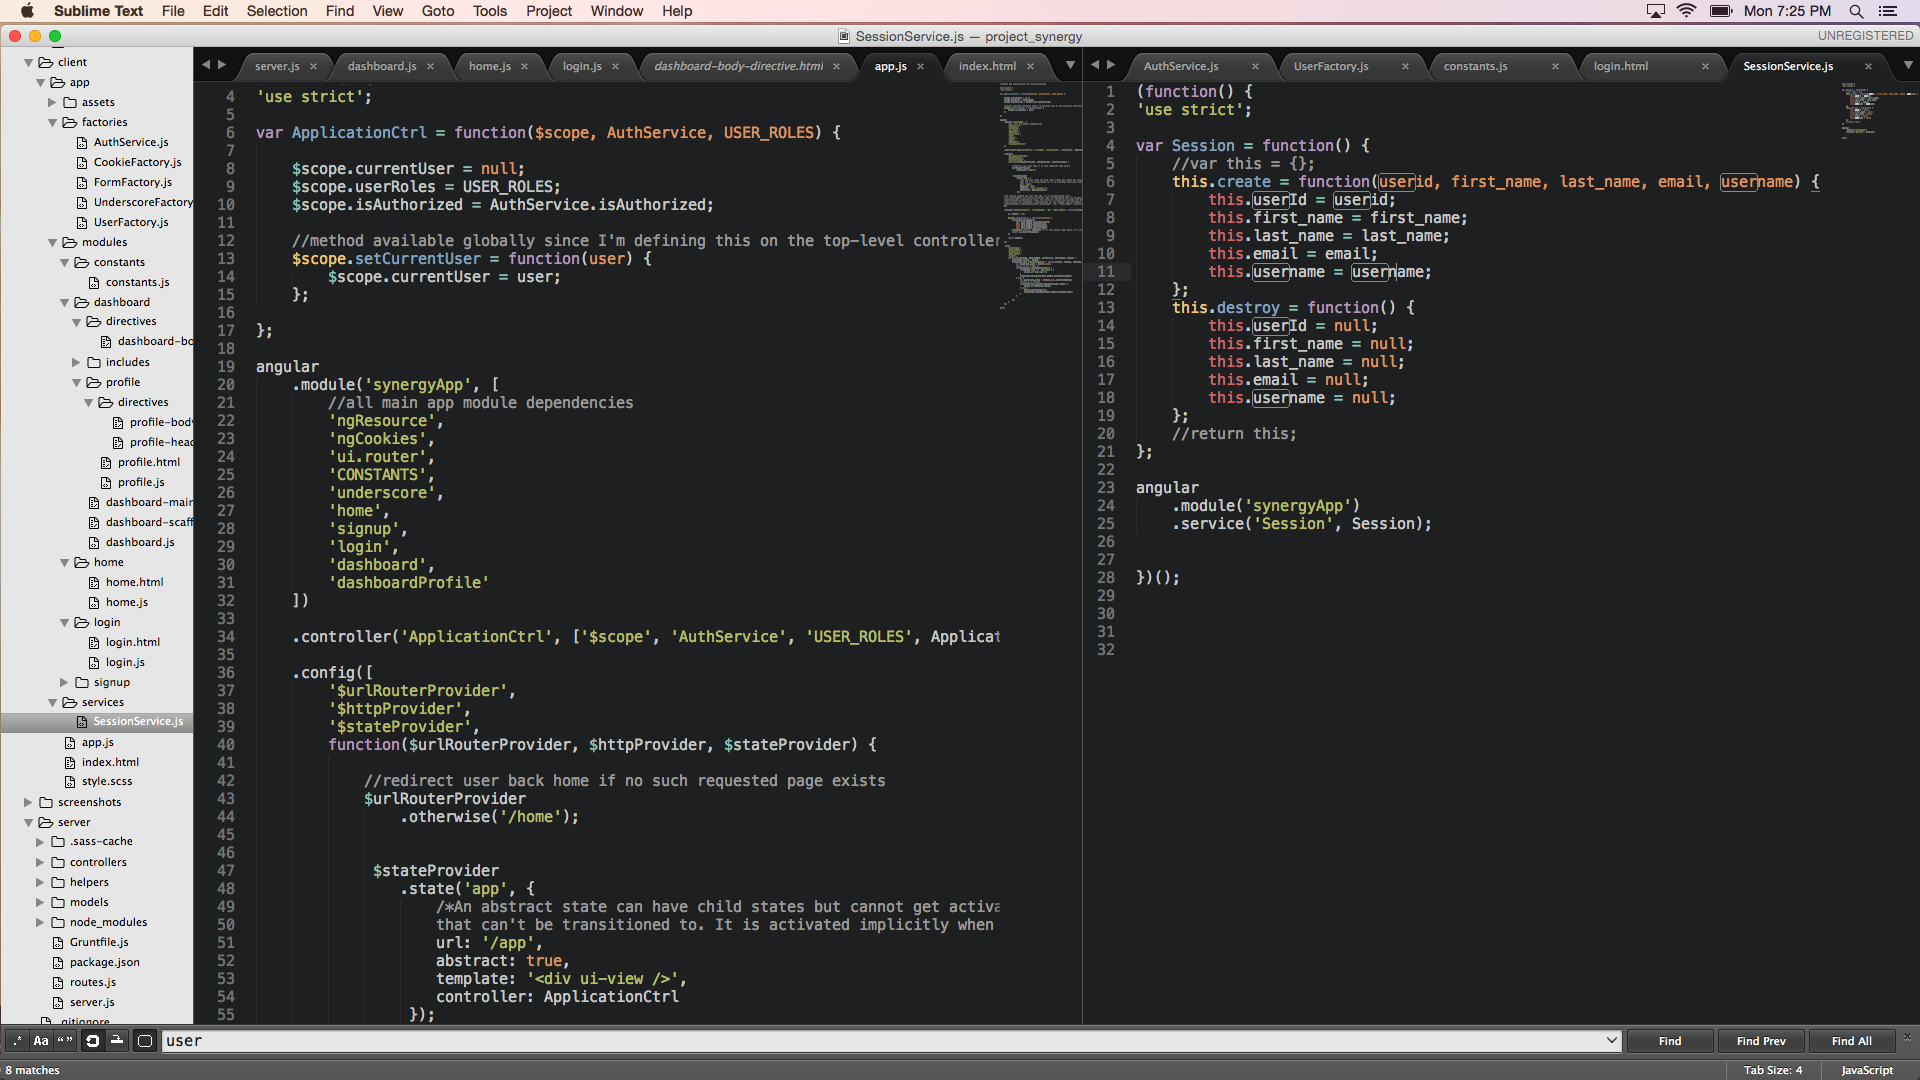 Sublime Text File Edit Selection Find View Goto Tools Project Window Help Mon 7:25 PM
SessionService.js — project_synergy UNREGISTERED
client
app
assets
factories
AuthService.js
CookieFactory.js
FormFactory.js
UnderscoreFactory
UserFactory.js
modules
constants
constants.js
dashboard
directives
dashboard-bo
includes
profile
directives
profile-body
profile-head
profile.html
profile.js
dashboard-main
dashboard-scaff
dashboard.js
home
home.html
home.js
login
login.html
login.js
signup
services
SessionService.js
app.js
index.html
style.scss
screenshots
server
.sass-cache
controllers
helpers
models
node_modules
Gruntfile.js
package.json
routes.js
server.js
.gitignore
server.js dashboard.js home.js login.js dashboard-body-directive.html app.js index.html
4 'use strict';
5
6 var ApplicationCtrl = function($scope, AuthService, USER_ROLES) {
7
8 $scope.currentUser = null;
9 $scope.userRoles = USER_ROLES;
10 $scope.isAuthorized = AuthService.isAuthorized;
11
12 //method available globally since I'm defining this on the top-level controller
13 $scope.setCurrentUser = function(user) {
14 $scope.currentUser = user;
15 };
16
17 };
18
19 angular
20 .module('synergyApp', [
21 //all main app module dependencies
22 'ngResource',
23 'ngCookies',
24 'ui.router',
25 'CONSTANTS',
26 'underscore',
27 'home',
28 'signup',
29 'login',
30 'dashboard',
31 'dashboardProfile'
32 ])
33
34 .controller('ApplicationCtrl', ['$scope', 'AuthService', 'USER_ROLES', Applicat
35
36 .config([
37 '$urlRouterProvider',
38 '$httpProvider',
39 '$stateProvider',
40 function($urlRouterProvider, $httpProvider, $stateProvider) {
41
42 //redirect user back home if no such requested page exists
43 $urlRouterProvider
44 .otherwise('/home');
45
46
47 $stateProvider
48 .state('app', {
49 /*An abstract state can have child states but cannot get activa
50 that can't be transitioned to. It is activated implicitly when
51 url: '/app',
52 abstract: true,
53 template: '<div ui-view />',
54 controller: ApplicationCtrl
55 });
AuthService.js UserFactory.js constants.js login.html SessionService.js
1 (function() {
2 'use strict';
3
4 var Session = function() {
5 //var this = {};
6 this.create = function(userid, first_name, last_name, email, username) {
7 this.userId = userid;
8 this.first_name = first_name;
9 this.last_name = last_name;
10 this.email = email;
11 this.username = username;
12 };
13 this.destroy = function() {
14 this.userId = null;
15 this.first_name = null;
16 this.last_name = null;
17 this.email = null;
18 this.username = null;
19 };
20 //return this;
21 };
22
23 angular
24 .module('synergyApp')
25 .service('Session', Session);
26
27
28 })();
29
30
31
32
.* Aa “” user Find Find Prev Find All
8 matches Tab Size: 4 JavaScript